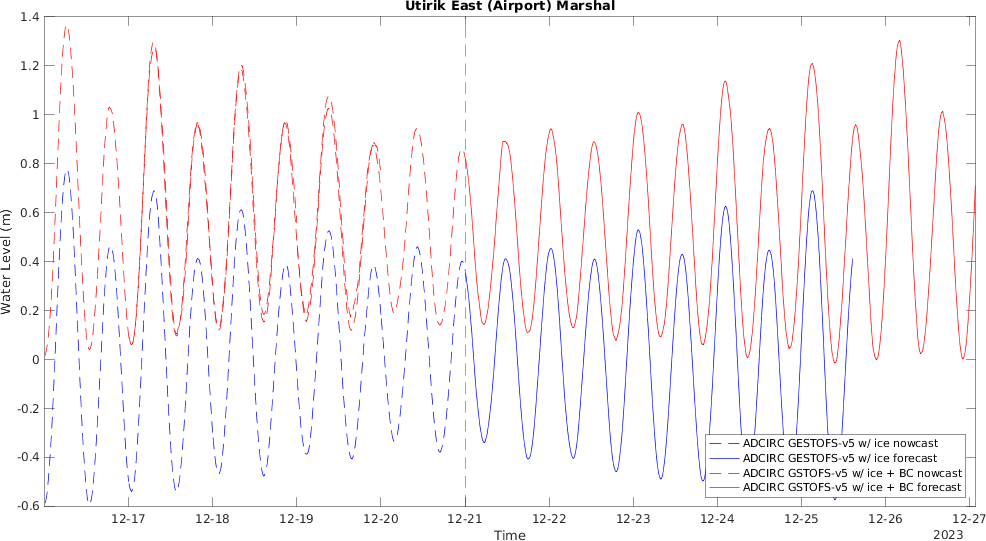 Utirik East (Airport) Marshal
Water Level (m)
1.4
1.2
1
0.8
0.6
0.4
0.2
0
-0.2
-0.4
-0.6
ADCIRC GESTOFS-v5 w/ ice nowcast
ADCIRC GESTOFS-v5 w/ ice forecast
ADCIRC GSTOFS-v5 w/ ice + BC nowcast
ADCIRC GSTOFS-v5 w/ ice + BC forecast
12-17 12-18 12-19 12-20 12-21 12-22 12-23 12-24 12-25 12-26 12-27
Time
2023